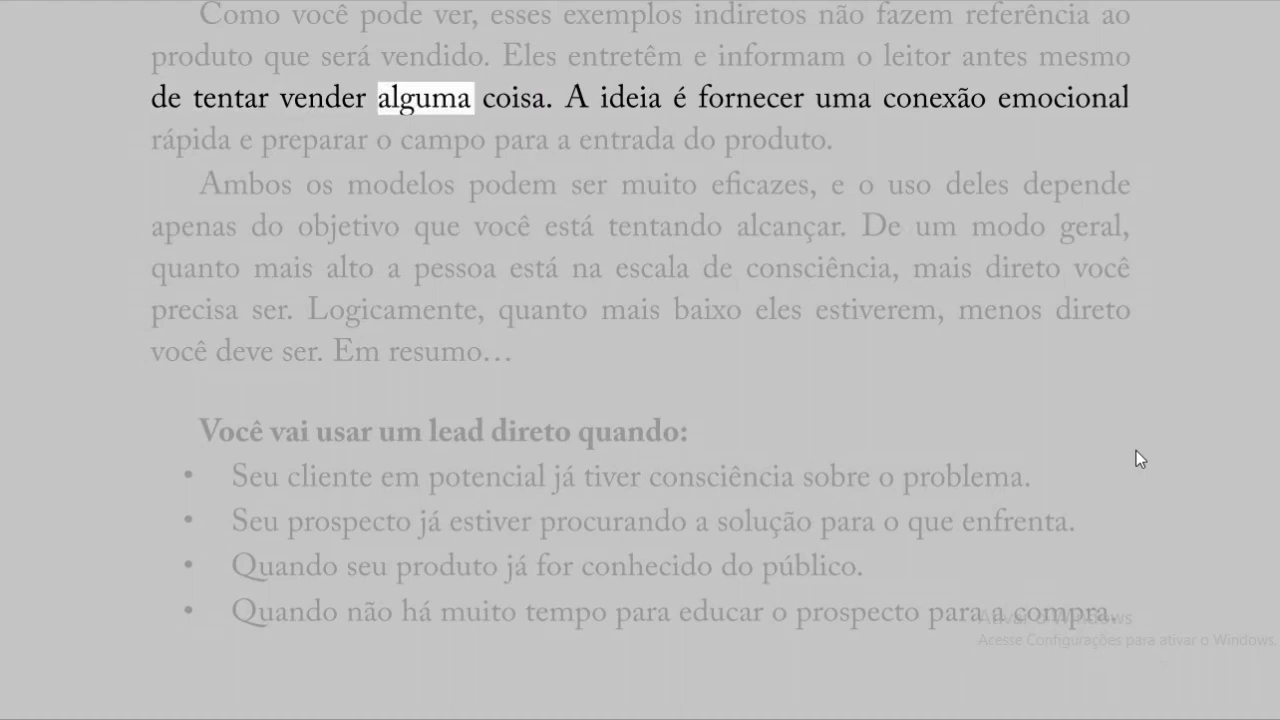 Como você pode ver, esses exemplos indiretos não fazem referência ao
produto que será vendido. Eles entretêm e informam o leitor antes mesmo
de tentar vender alguma coisa. A ideia é fornecer uma conexão emocional
rápida e preparar o campo para a entrada do produto.
Ambos os modelos podem ser muito eficazes, e o uso deles depende
apenas do objetivo que você está tentando alcançar. De um modo geral,
quanto mais alto a pessoa está na escala de consciência, mais direto você
precisa ser. Logicamente, quanto mais baixo eles estiverem, menos direto
você deve ser. Em resumo…
Você vai usar um lead direto quando:
• Seu cliente em potencial já tiver consciência sobre o problema.
• Seu prospecto já estiver procurando a solução para o que enfrenta.
• Quando seu produto já for conhecido do público.
• Quando não há muito tempo para educar o prospecto para a compra.
Ativar o Windows
Acesse Configurações para ativar o Windows.